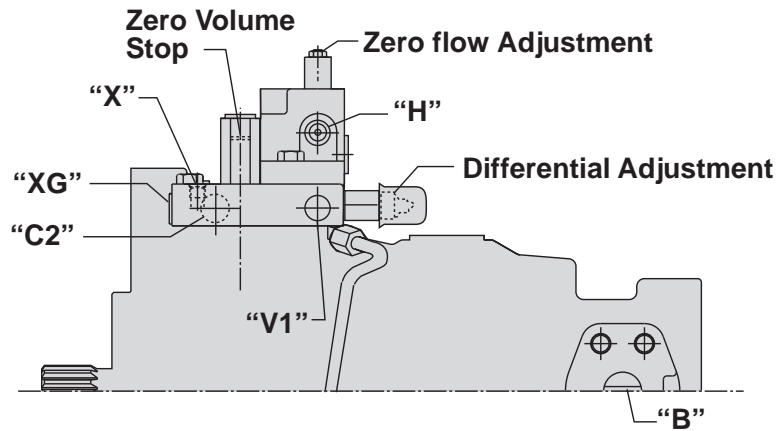 Zero Volume
Stop
Zero flow Adjustment
“X”
“H”
Differential Adjustment
“XG”
“C2”
“V1”
“B”